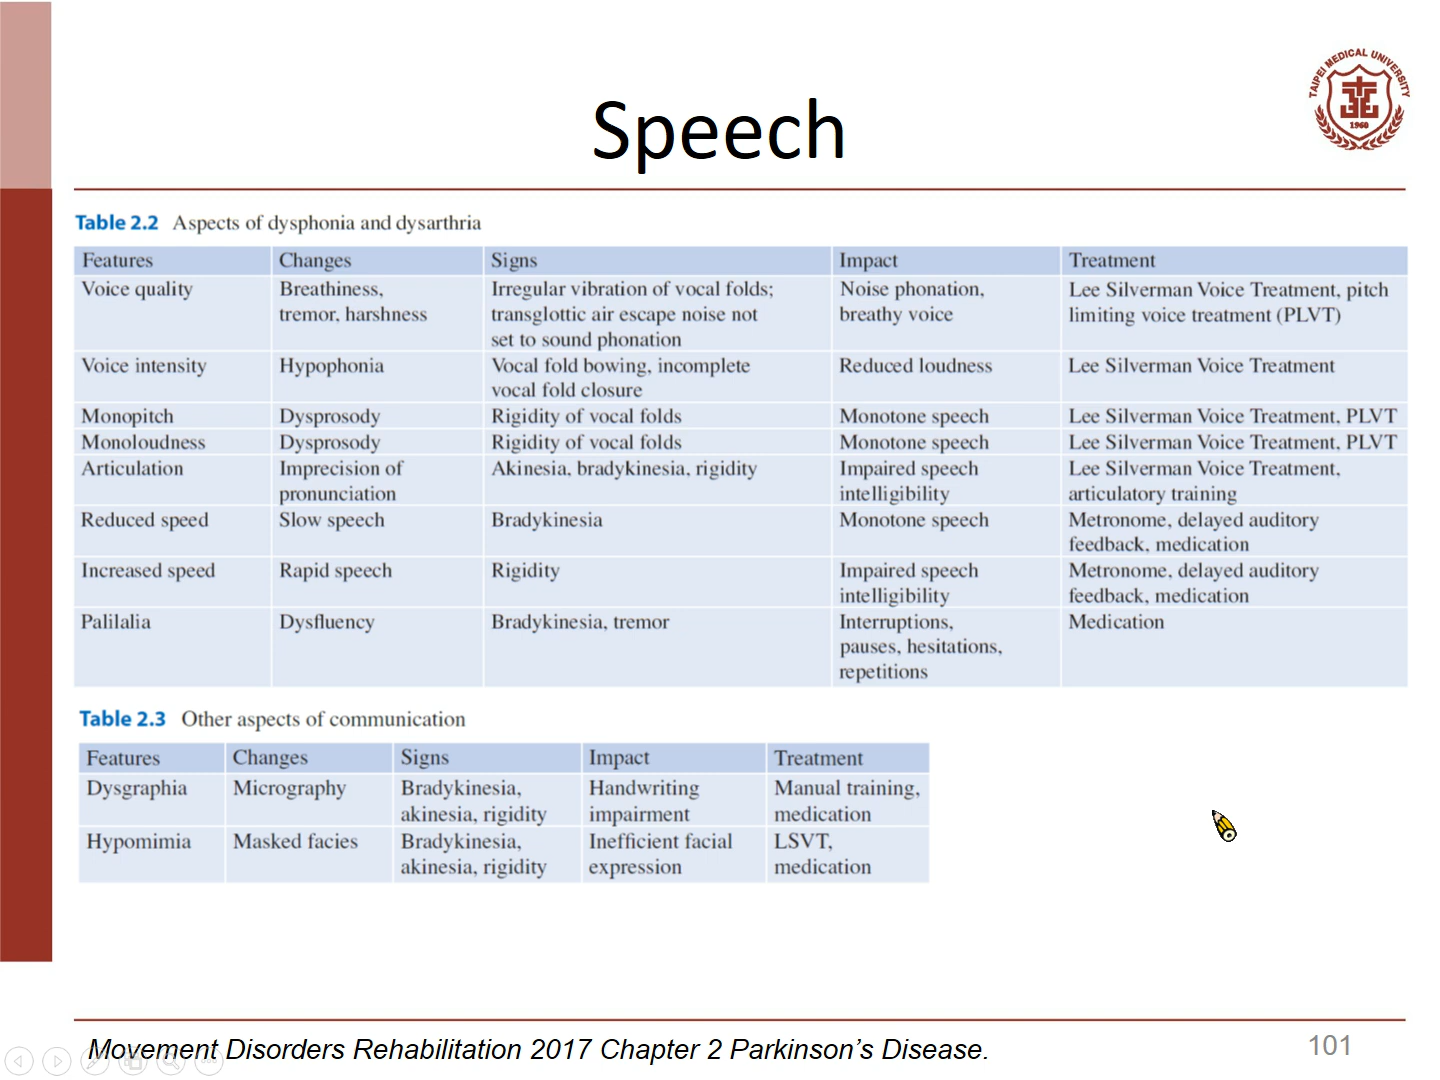 TAIPEI MEDICAL UNIVERSITY
1960
Speech
Table 2.2 Aspects of dysphonia and dysarthria
Features Changes Signs Impact Treatment
Voice quality Breathiness, tremor, harshness Irregular vibration of vocal folds; transglottic air escape noise not set to sound phonation Noise phonation, breathy voice Lee Silverman Voice Treatment, pitch limiting voice treatment (PLVT)
Voice intensity Hypophonia Vocal fold bowing, incomplete vocal fold closure Reduced loudness Lee Silverman Voice Treatment
Monopitch Dysprosody Rigidity of vocal folds Monotone speech Lee Silverman Voice Treatment, PLVT
Monoloudness Dysprosody Rigidity of vocal folds Monotone speech Lee Silverman Voice Treatment, PLVT
Articulation Imprecision of pronunciation Akinesia, bradykinesia, rigidity Impaired speech intelligibility Lee Silverman Voice Treatment, articulatory training
Reduced speed Slow speech Bradykinesia Monotone speech Metronome, delayed auditory feedback, medication
Increased speed Rapid speech Rigidity Impaired speech intelligibility Metronome, delayed auditory feedback, medication
Palilalia Dysfluency Bradykinesia, tremor Interruptions, pauses, hesitations, repetitions Medication
Table 2.3 Other aspects of communication
Features Changes Signs Impact Treatment
Dysgraphia Micrography Bradykinesia, akinesia, rigidity Handwriting impairment Manual training, medication
Hypomimia Masked facies Bradykinesia, akinesia, rigidity Inefficient facial expression LSVT, medication
Movement Disorders Rehabilitation 2017 Chapter 2 Parkinson's Disease.
101